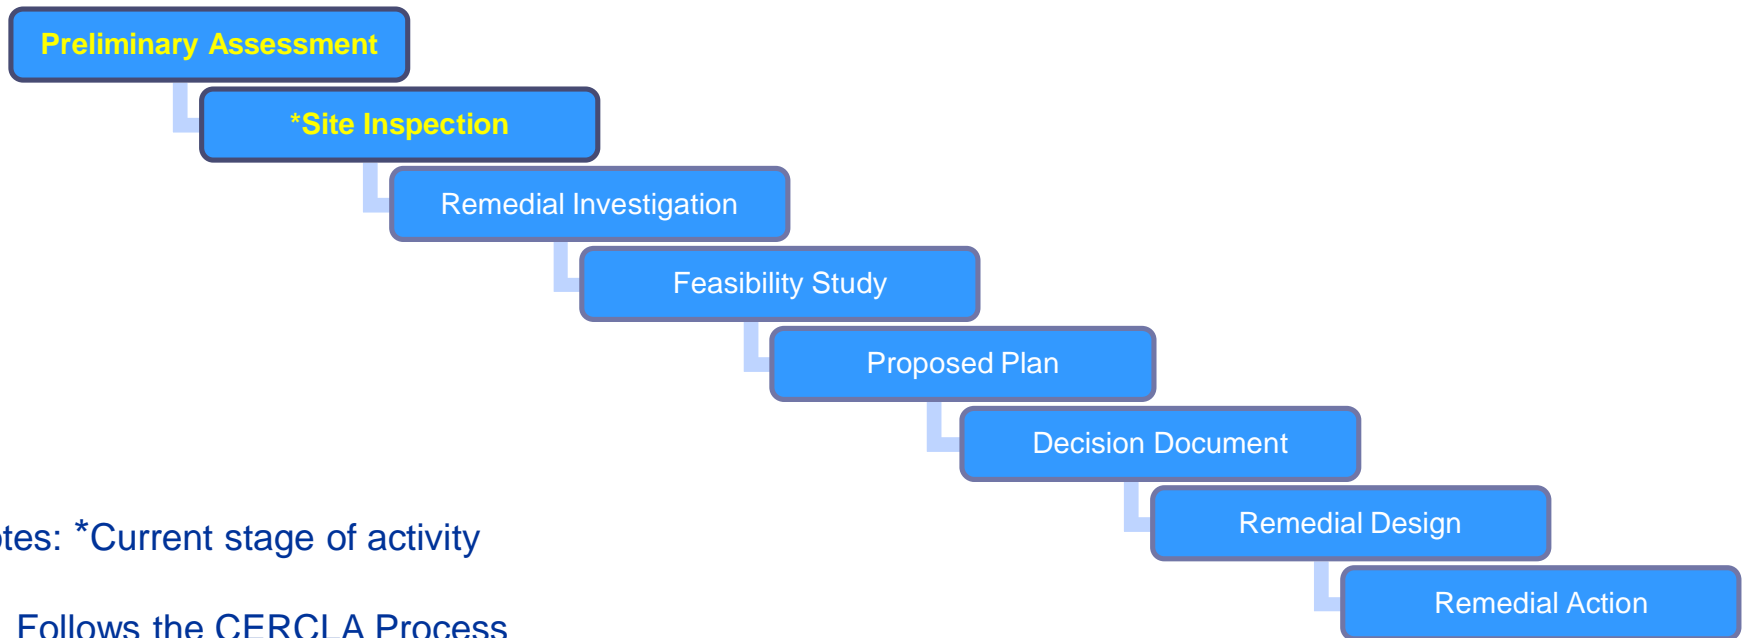 Preliminary Assessment
*Site Inspection
Remedial Investigation
Feasibility Study
Proposed Plan
Decision Document
Remedial Design
Remedial Action
otes: *Current stage of activity
Follows the CERCLA Process